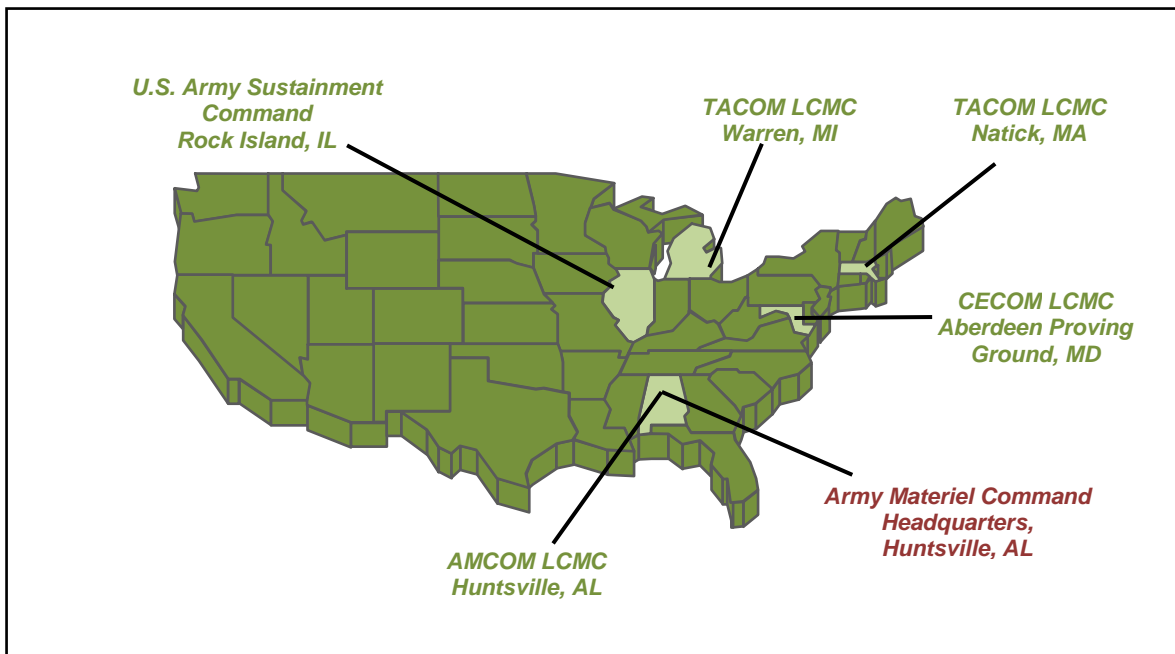 U.S. Army Sustainment
Command
Rock Island, IL
TACOM LCMC
Warren, MI
TACOM LCMC
Natick, MA
CECOM LCMC
Aberdeen Proving
Ground, MD
Army Materiel Command
Headquarters,
Huntsville, AL
AMCOM LCMC
Huntsville, AL